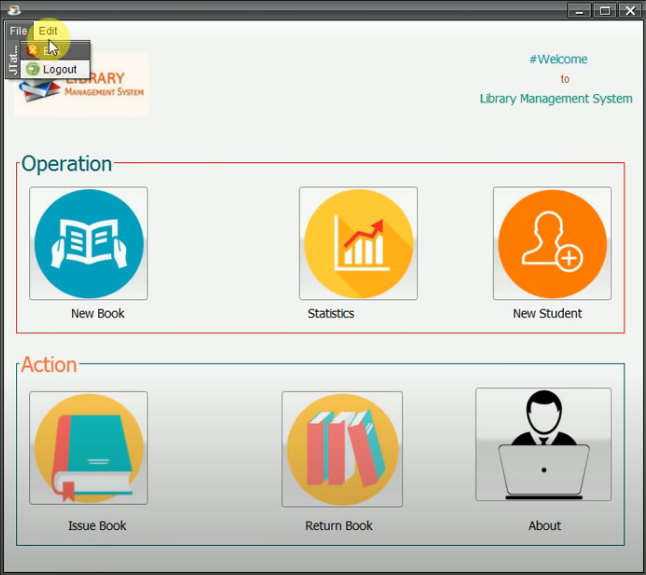 File Edit
JTat...
Logout
LIBRARY
MANAGEMENT SYSTEM
#Welcome
to
Library Management System
Operation
New Book
Statistics
New Student
Action
Issue Book
Return Book
About